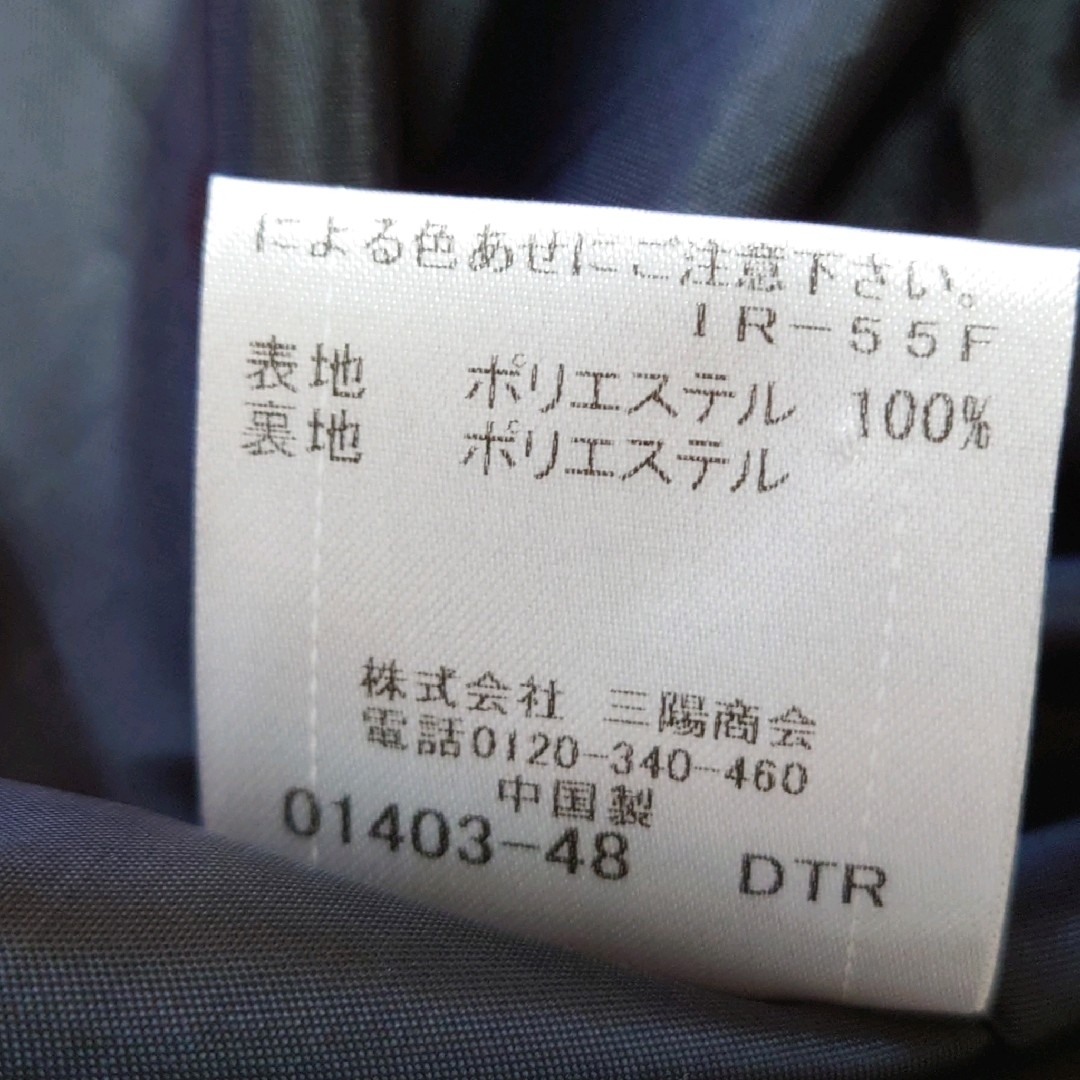 による色あせにご注意下さい。
IR-55F
表地 ポリエステル 100%
裏地 ポリエステル
株式会社 三陽商会
電話0120-340-460
中国製
01403-48 DTR